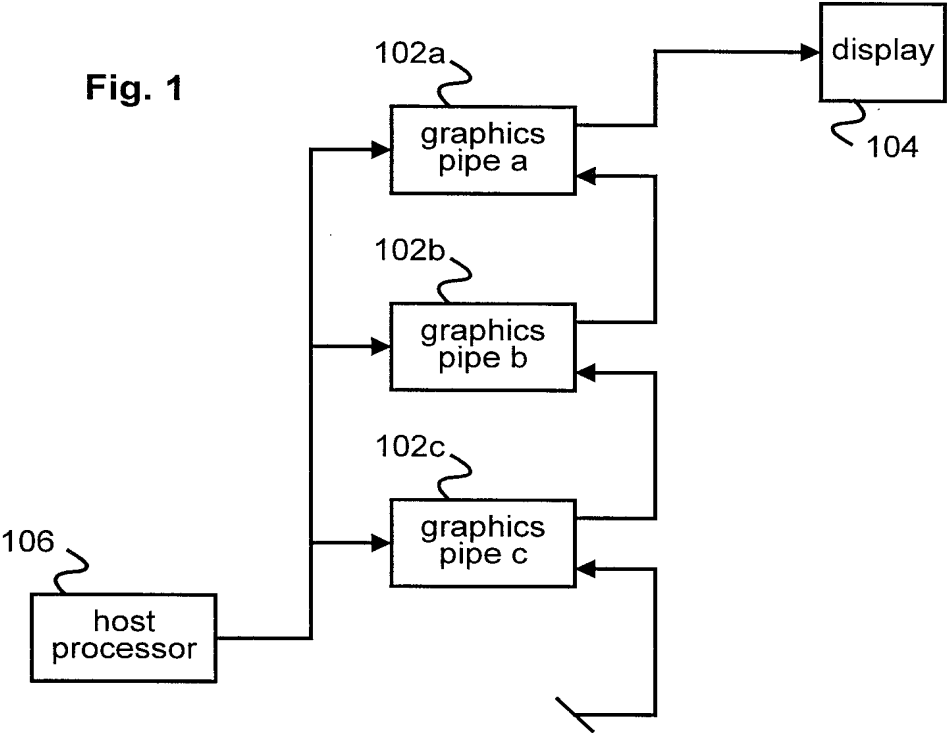 display
Fig. 1
102a
104
graphics
pipe a
102b
graphics
pipe b
102c
graphics
pipe c
106
host
processor